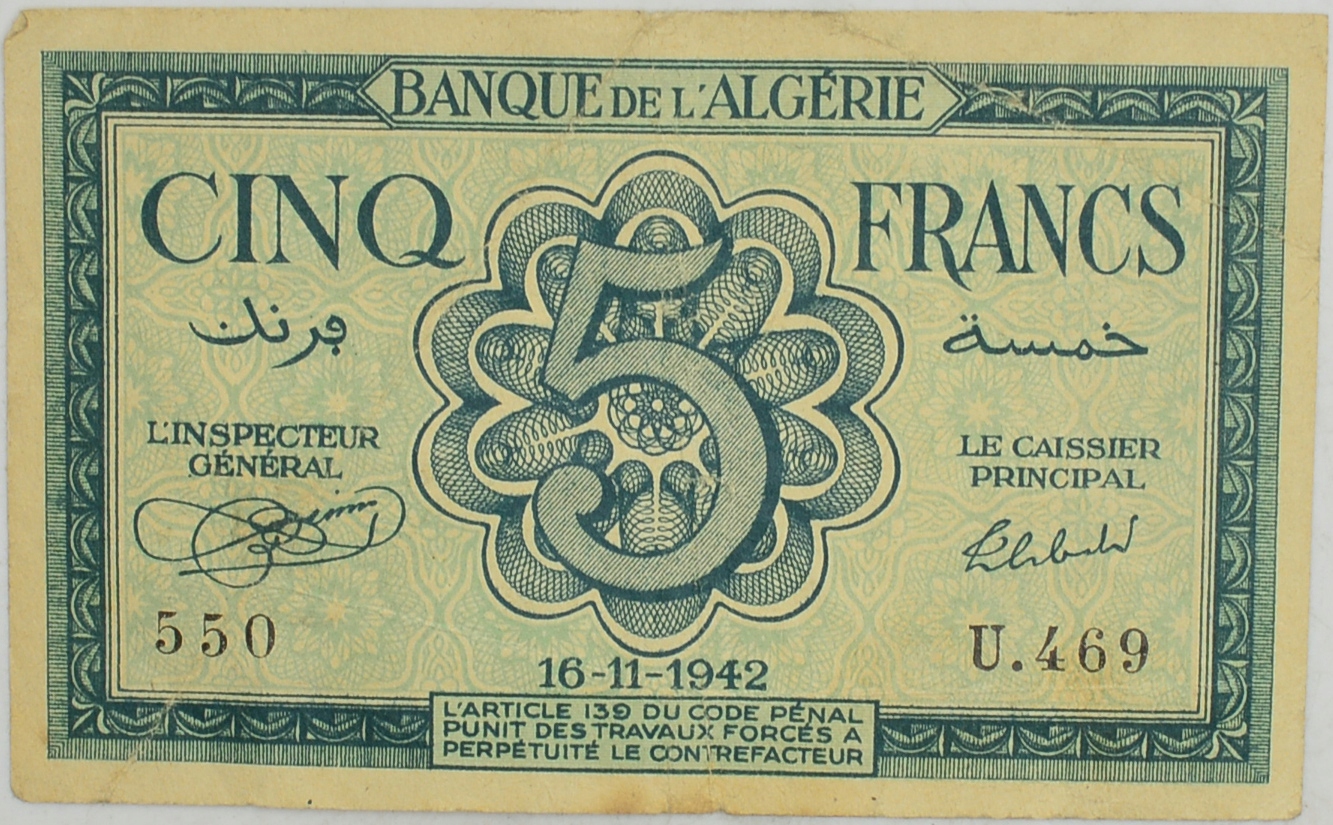 BANQUE DE L'ALGÉRIE
CINQ FRANCS
5
خمسة فرنك
L'INSPECTEUR
GÉNÉRAL
LE CAISSIER
PRINCIPAL
550
U.469
16-11-1942
L'ARTICLE 139 DU CODE PÉNAL
PUNIT DES TRAVAUX FORCÉS A
PERPÉTUITÉ LE CONTREFACTEUR